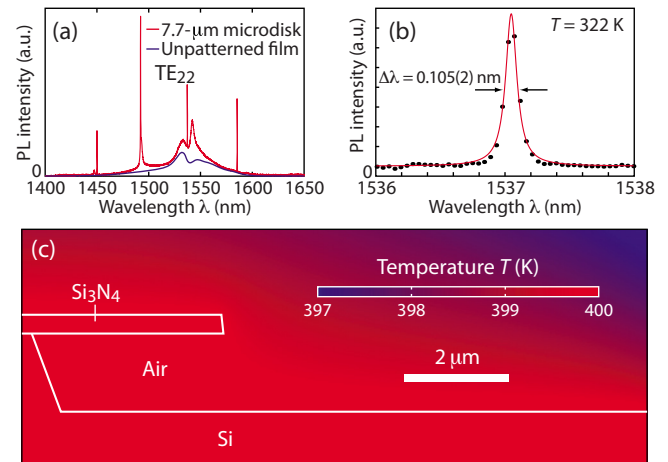 (a)
7.7-μm microdisk
Unpatterned film
TE22
PL intensity (a.u.)
0
1400 1450 1500 1550 1600 1650
Wavelength λ (nm)
(b)
T = 322 K
Δλ = 0.105(2) nm
PL intensity (a.u.)
0
1536 1537 1538
Wavelength λ (nm)
(c)
Temperature T (K)
397 398 399 400
Si3N4
Air
2 μm
Si